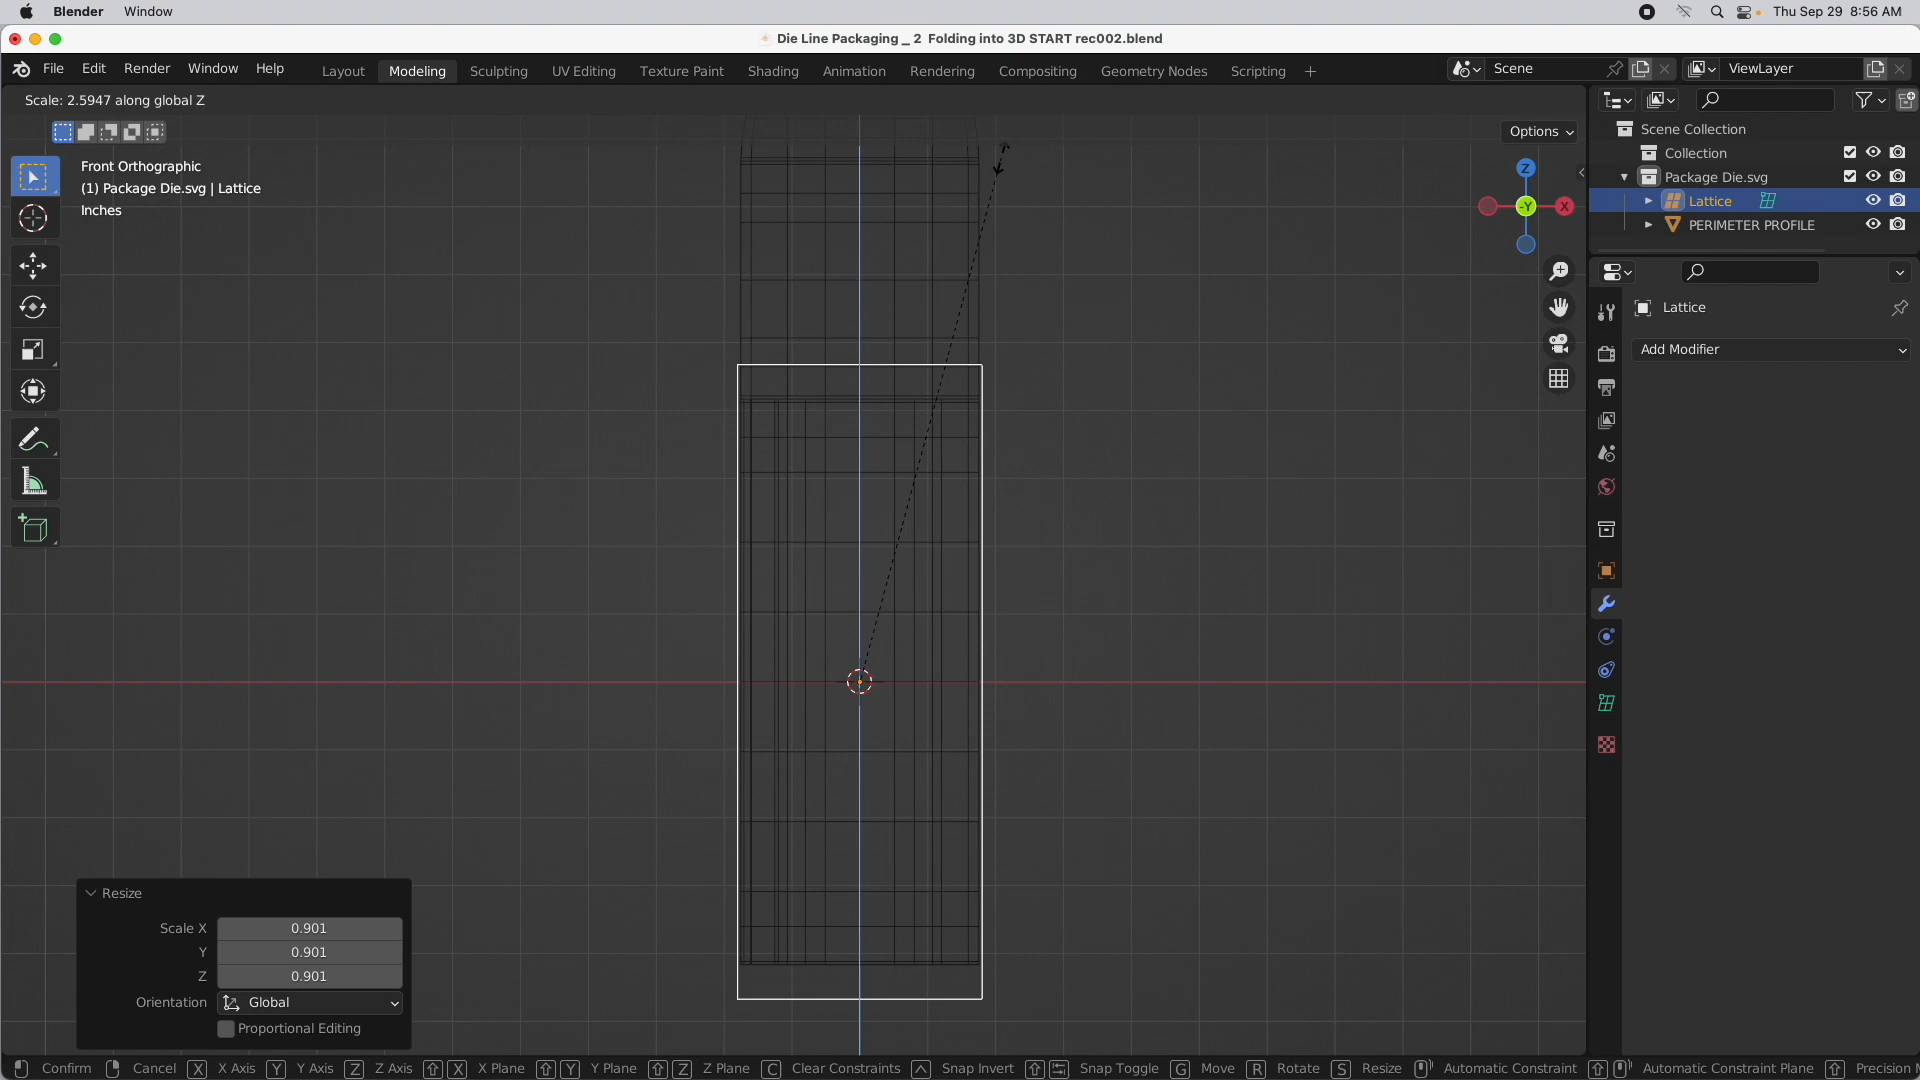 Blender Window Thu Sep 29 8:56 AM
Die Line Packaging _ 2 Folding into 3D START rec002.blend
File Edit Render Window Help Layout Modeling Sculpting UV Editing Texture Paint Shading Animation Rendering Compositing Geometry Nodes Scripting + Scene ViewLayer
Scale: 2.5947 along global Z
Options
Front Orthographic
(1) Package Die.svg | Lattice
Inches
Z
-Y
X
Scene Collection
Collection
Package Die.svg
Lattice
PERIMETER PROFILE
Lattice
Add Modifier
Resize
Scale X 0.901
Y 0.901
Z 0.901
Orientation Global
Proportional Editing
Confirm Cancel X X Axis Y Y Axis Z Z Axis X X Plane Y Y Plane Z Z Plane C Clear Constraints Snap Invert Snap Toggle G Move R Rotate S Resize Automatic Constraint Automatic Constraint Plane Precision